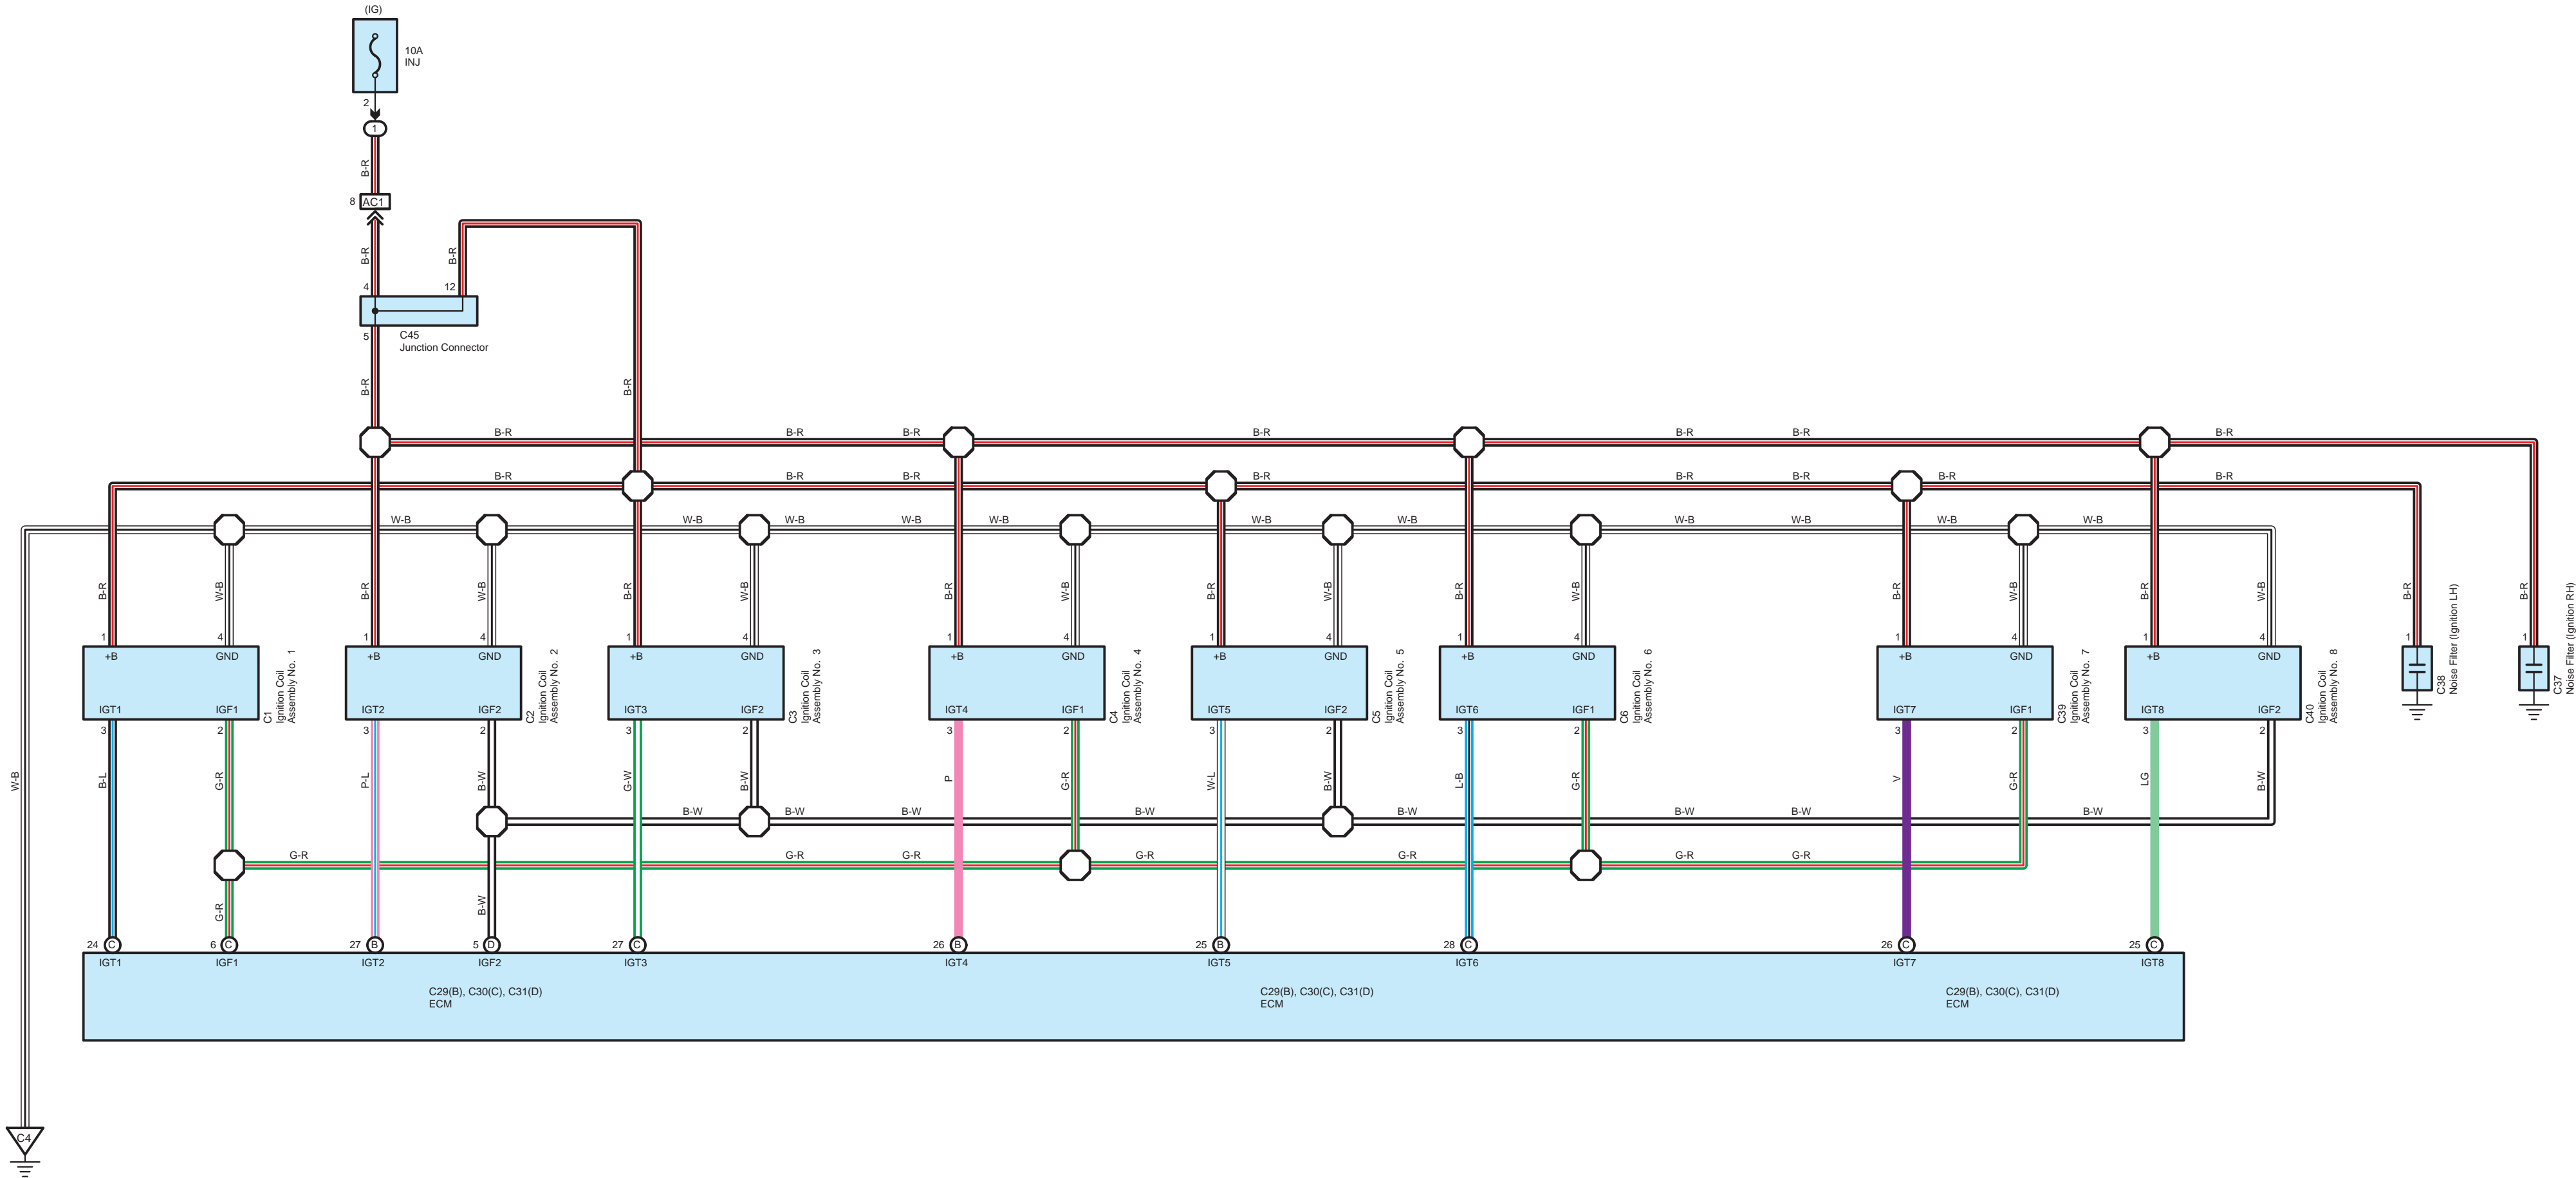 (IG)
10A
INJ
2
1
B-R
8 AC1
B-R
B-R
4
12
C45
Junction Connector
5
B-R
B-R
B-R B-R B-R B-R B-R B-R B-R
B-R B-R B-R B-R B-R B-R B-R B-R
W-B W-B W-B W-B W-B W-B W-B W-B W-B W-B W-B
B-R W-B B-R W-B B-R W-B B-R W-B B-R W-B B-R W-B B-R W-B B-R W-B B-R B-R
1 4 1 4 1 4 1 4 1 4 1 4 1 4 1 4 1 1
+B GND +B GND +B GND +B GND +B GND +B GND +B GND +B GND
IGT1 IGF1 IGT2 IGF2 IGT3 IGF2 IGT4 IGF1 IGT5 IGF2 IGT6 IGF1 IGT7 IGF1 IGT8 IGF2
C1
Ignition Coil
Assembly No. 1
C2
Ignition Coil
Assembly No. 2
C3
Ignition Coil
Assembly No. 3
C4
Ignition Coil
Assembly No. 4
C5
Ignition Coil
Assembly No. 5
C6
Ignition Coil
Assembly No. 6
C39
Ignition Coil
Assembly No. 7
C40
Ignition Coil
Assembly No. 8
C38
Noise Filter (Ignition LH)
C37
Noise Filter (Ignition RH)
3 2 3 2 3 2 3 2 3 2 3 2 3 2 3 2
W-B B-L G-R P-L B-W G-W B-W P G-R W-L B-W L-B G-R V G-R LG B-W
B-W B-W B-W B-W B-W B-W B-W B-W
G-R G-R G-R G-R G-R G-R G-R
G-R B-W
24 C 6 C 27 B 5 D 27 C 26 B 25 B 28 C 26 C 25 C
IGT1 IGF1 IGT2 IGF2 IGT3 IGT4 IGT5 IGT6 IGT7 IGT8
C29(B), C30(C), C31(D)
ECM
C29(B), C30(C), C31(D)
ECM
C29(B), C30(C), C31(D)
ECM
C4